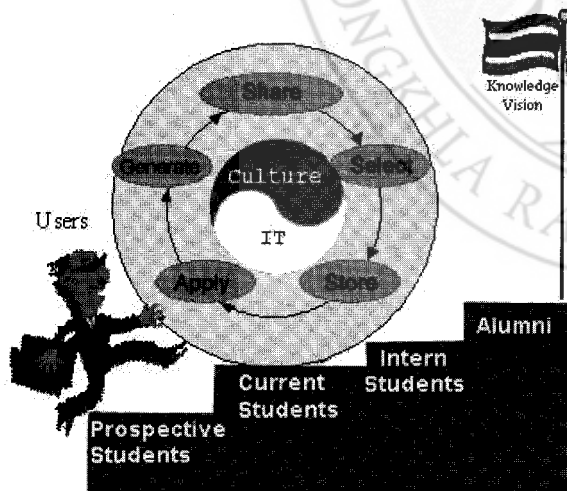 Knowledge
Vision
Share
Generate
Select
Culture
IT
Users
Apply
Store
Alumni
Intern
Students
Current
Students
Prospective
Students